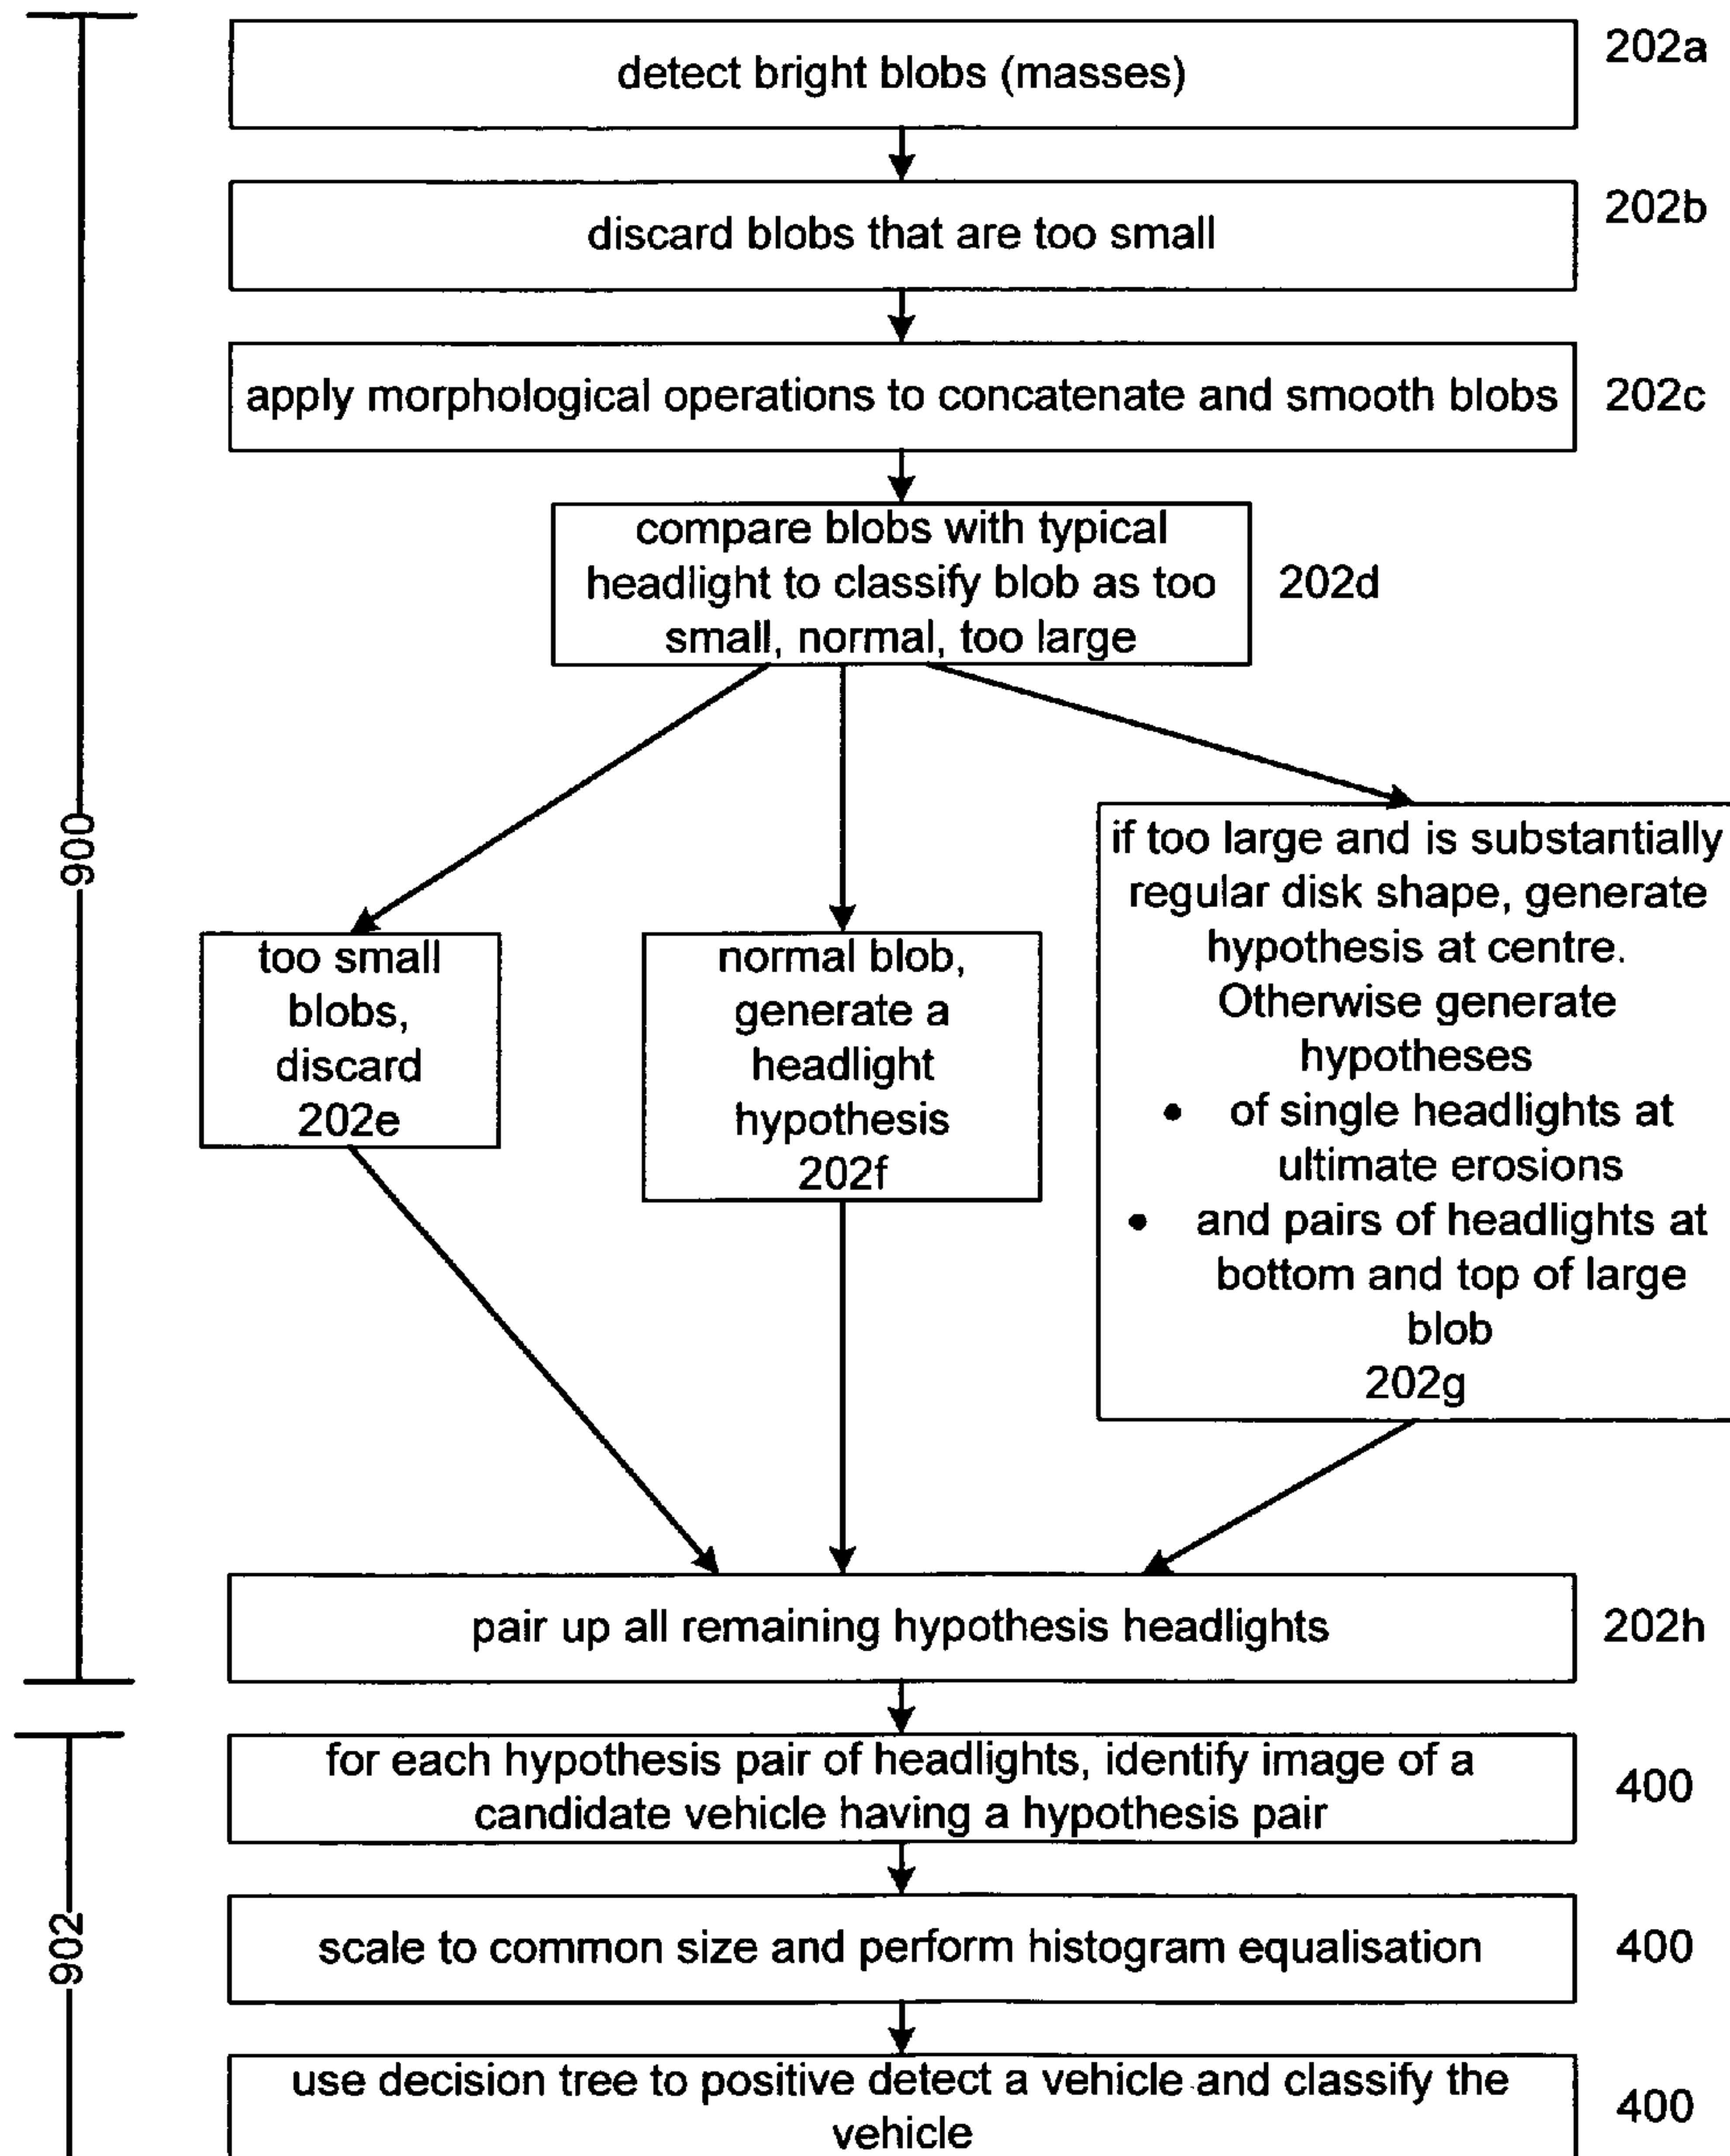 detect bright blobs (masses)
202a
discard blobs that are too small
202b
apply morphological operations to concatenate and smooth blobs
202c
compare blobs with typical
headlight to classify blob as too
small, normal, too large
202d
900
too small
blobs,
discard
202e
normal blob,
generate a
headlight
hypothesis
202f
if too large and is substantially
regular disk shape, generate
hypothesis at centre.
Otherwise generate
hypotheses
• of single headlights at
ultimate erosions
• and pairs of headlights at
bottom and top of large
blob
202g
pair up all remaining hypothesis headlights
202h
for each hypothesis pair of headlights, identify image of a
candidate vehicle having a hypothesis pair
400
902
scale to common size and perform histogram equalisation
400
use decision tree to positive detect a vehicle and classify the
vehicle
400